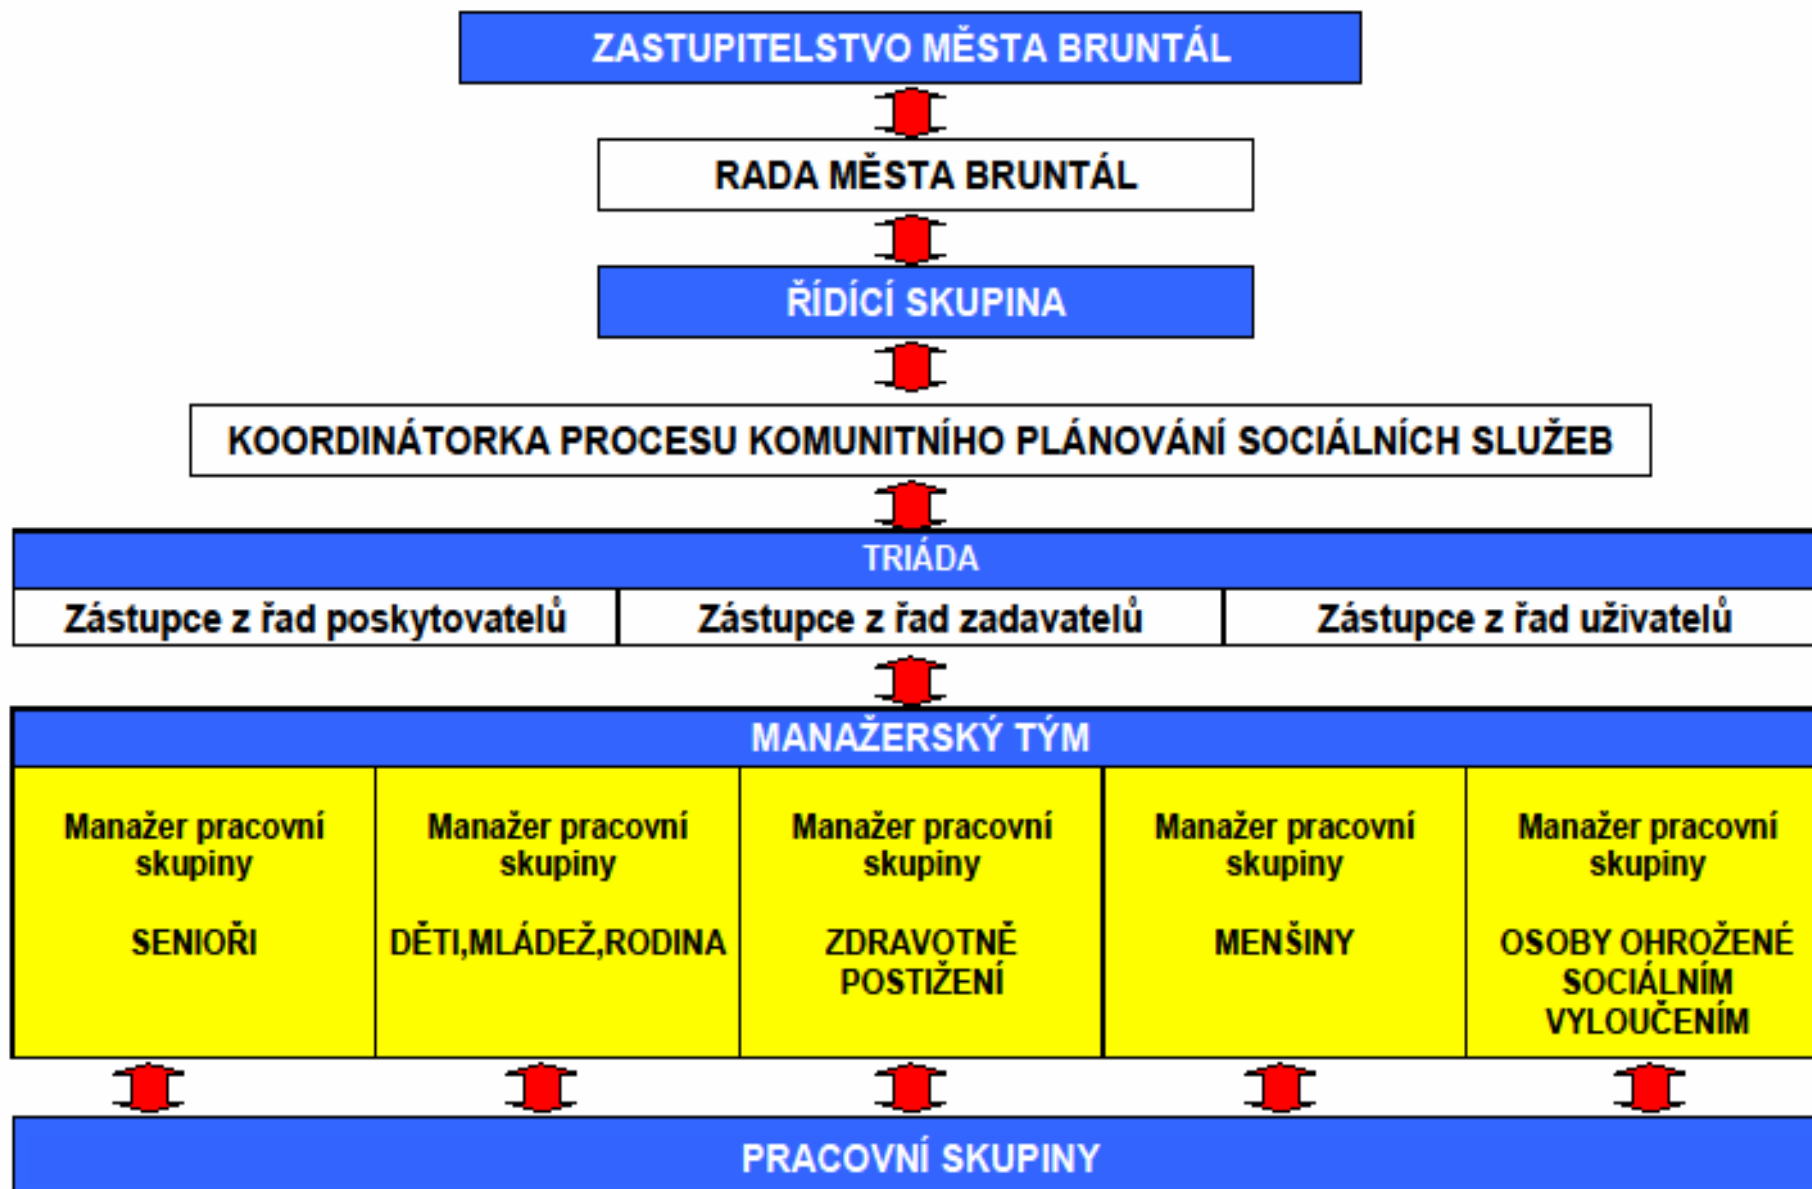 ZASTUPITELSTVO MĚSTA BRUNTÁL
RADA MĚSTA BRUNTÁL
ŘÍDÍCÍ SKUPINA
KOORDINÁTORKA PROCESU KOMUNITNÍHO PLÁNOVÁNÍ SOCIÁLNÍCH SLUŽEB
TRIÁDA
Zástupce z řad poskytovatelů
Zástupce z řad zadavatelů
Zástupce z řad uživatelů
MANAŽERSKÝ TÝM
Manažer pracovní
skupiny
SENIOŘI
Manažer pracovní
skupiny
DĚTI,MLÁDEŽ,RODINA
Manažer pracovní
skupiny
ZDRAVOTNĚ
POSTIŽENÍ
Manažer pracovní
skupiny
MENŠINY
Manažer pracovní
skupiny
OSOBY OHROŽENÉ
SOCIÁLNÍM
VYLOUČENÍM
PRACOVNÍ SKUPINY